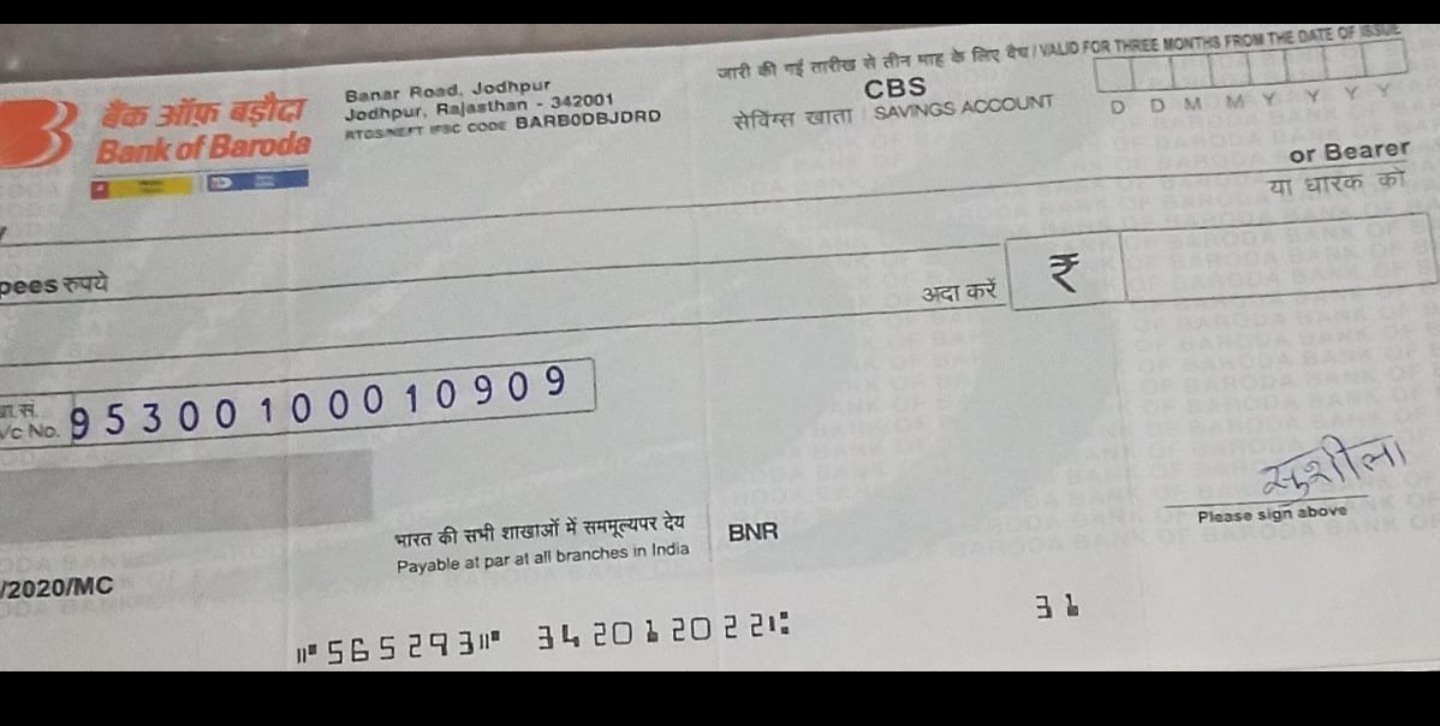 जारी की गई तारीख से तीन माह के लिए वैध / VALID FOR THREE MONTHS FROM THE DATE OF ISSUE
बैंक ऑफ़ बड़ौदा
Bank of Baroda
Banar Road, Jodhpur
Jodhpur, Rajasthan - 342001
RTGS/NEFT IFSC CODE BARB0DBJDRD
CBS
सेविंग्स खाता / SAVINGS ACCOUNT
D D M M Y Y Y Y
or Bearer
या धारक को
pees रुपये
अदा करें ₹
खा.सं.
A/c No. 95300100010909
सुशीला
Please sign above
भारत की सभी शाखाओं में सममूल्यपर देय
Payable at par at all branches in India
BNR
/2020/MC
⑈565293⑈ 342012022⑆ 31